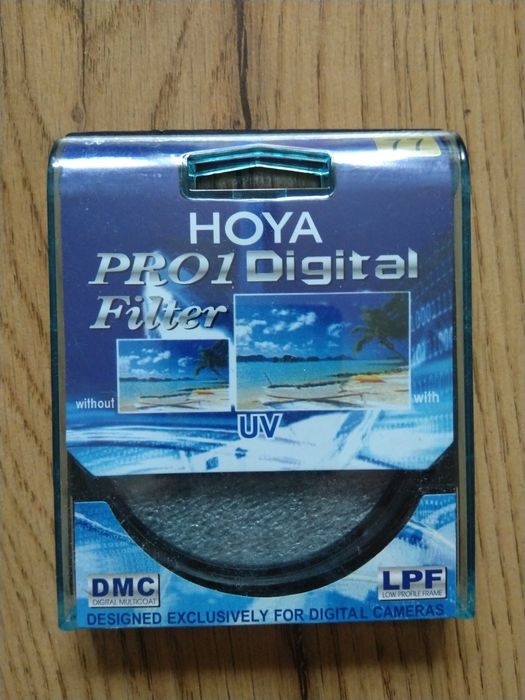 HOYA
PRO1 Digital
Filter
without
with
UV
DMC
DIGITAL MULTICOAT
LPF
LOW PROFILE FRAME
DESIGNED EXCLUSIVELY FOR DIGITAL CAMERAS